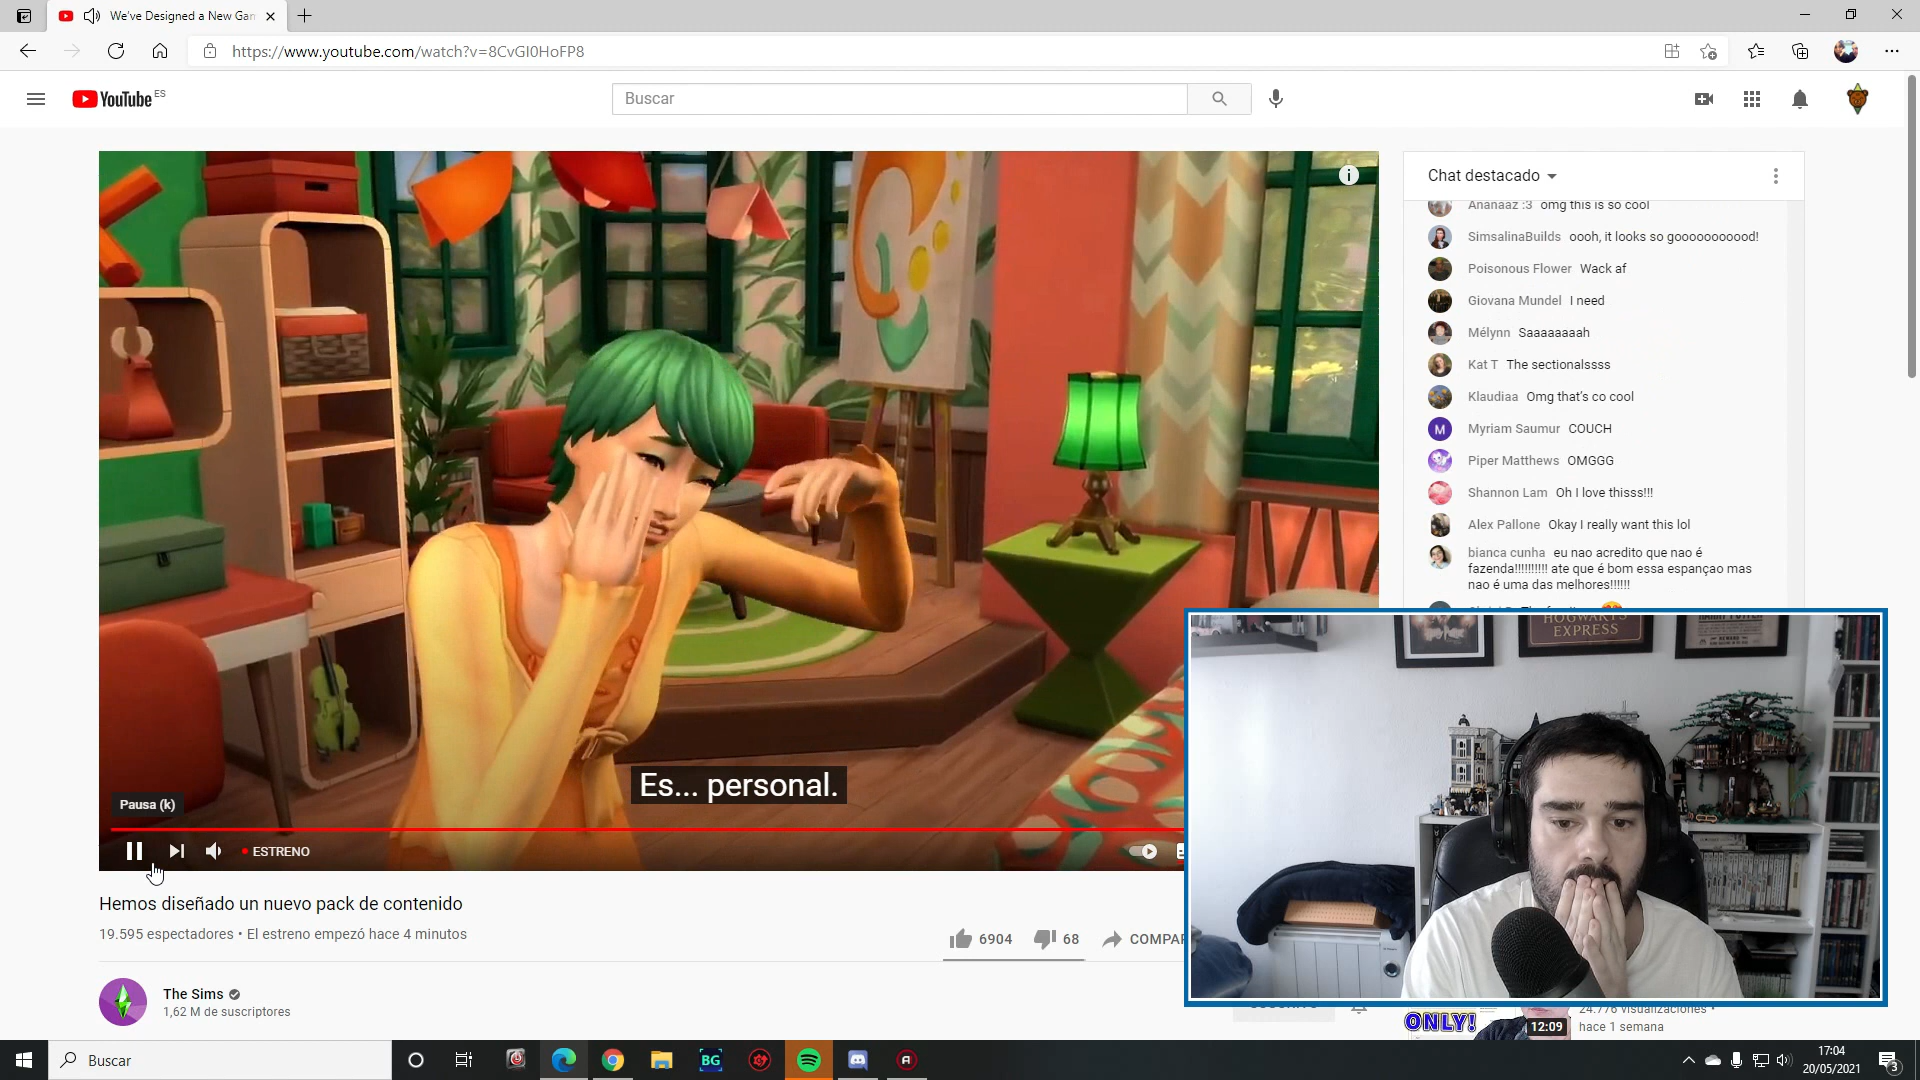 We've Designed a New Gan
https://www.youtube.com/watch?v=8CvGI0HoFP8
YouTube ES
Buscar
Chat destacado
Ananaaz :3 omg this is so cool
SimsalinaBuilds oooh, it looks so gooooooooood!
Poisonous Flower Wack af
Giovana Mundel I need
Mélynn Saaaaaaaah
Kat T The sectionalssss
Klaudiaa Omg that's co cool
M
Myriam Saumur COUCH
Piper Matthews OMGGG
Shannon Lam Oh I love thisss!!!
Alex Pallone Okay I really want this lol
bianca cunha eu nao acredito que nao é
fazenda!!!!!!!!!! ate que é bom essa espançao mas
nao é uma das melhores!!!!!!
HOGWARTS
EXPRESS
Es... personal.
Pausa (k)
ESTRENO
Hemos diseñado un nuevo pack de contenido
19.595 espectadores • El estreno empezó hace 4 minutos
6904
68
COMPAR
The Sims
1,62 M de suscriptores
ONLY!
12:09
24.776 visualizaciones •
hace 1 semana
Buscar
BG
17:04
20/05/2021
3